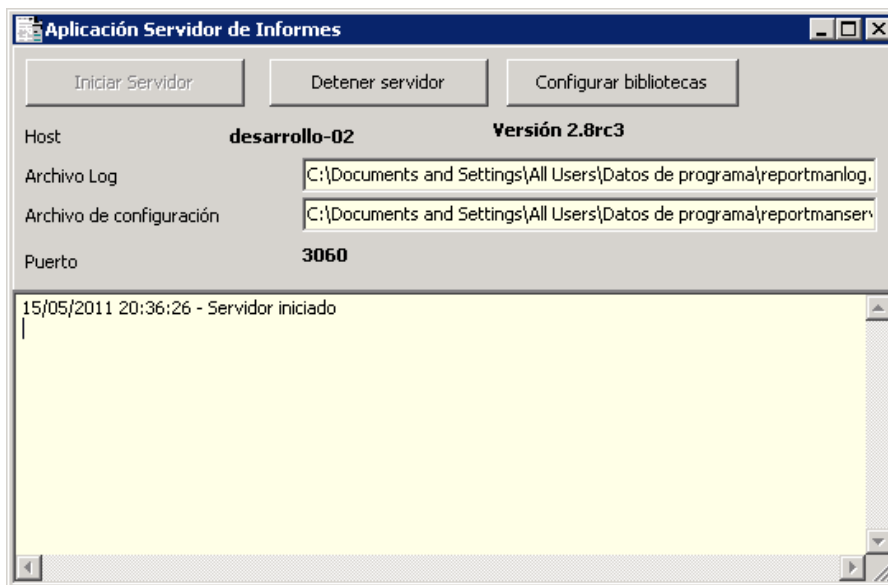 Aplicación Servidor de Informes
Iniciar Servidor Detener servidor Configurar bibliotecas
Host desarrollo-02 Versión 2.8rc3
Archivo Log C:\Documents and Settings\All Users\Datos de programa\reportmanlog.
Archivo de configuración C:\Documents and Settings\All Users\Datos de programa\reportmanserv
Puerto 3060
15/05/2011 20:36:26 - Servidor iniciado